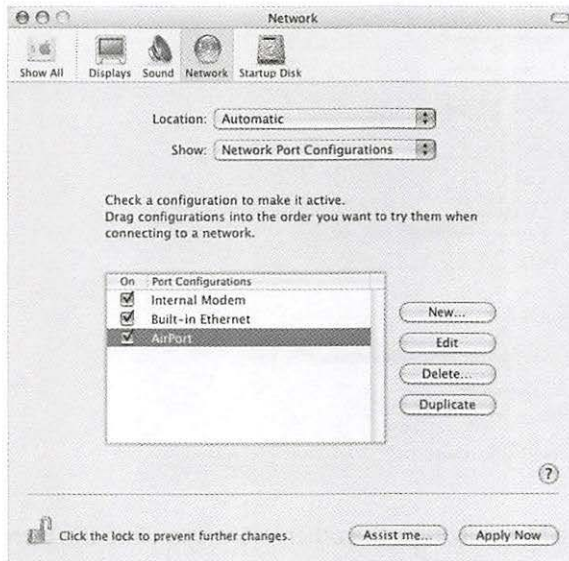 Network
Show All
Displays
Sound
Network
Startup Disk
Location: Automatic
Show: Network Port Configurations
Check a configuration to make it active.
Drag configurations into the order you want to try them when
connecting to a network.
On Port Configurations
Internal Modem
Built-in Ethernet
AirPort
New...
Edit
Delete...
Duplicate
?
Click the lock to prevent further changes.
Assist me...
Apply Now